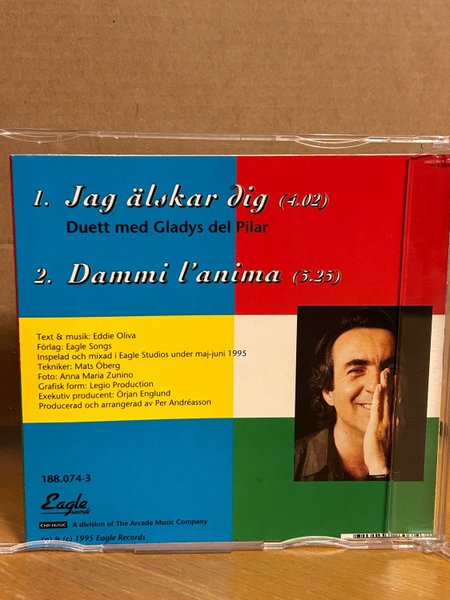 1. Jag älskar dig (4.02)
Duett med Gladys del Pilar
2. Dammi l'anima (5.25)
Text & musik: Eddie Oliva
Förlag: Eagle Songs
Inspelad och mixad i Eagle Studios under maj-juni 1995
Tekniker: Mats Öberg
Foto: Anna Maria Zunino
Grafisk form: Legio Production
Exekutiv producent: Örjan Englund
Producerad och arrangerad av Per Andréasson
188.074-3
Eagle
records
CNR MUSIC A division of The Arcade Music Company
(p) & (c) 1995 Eagle Records